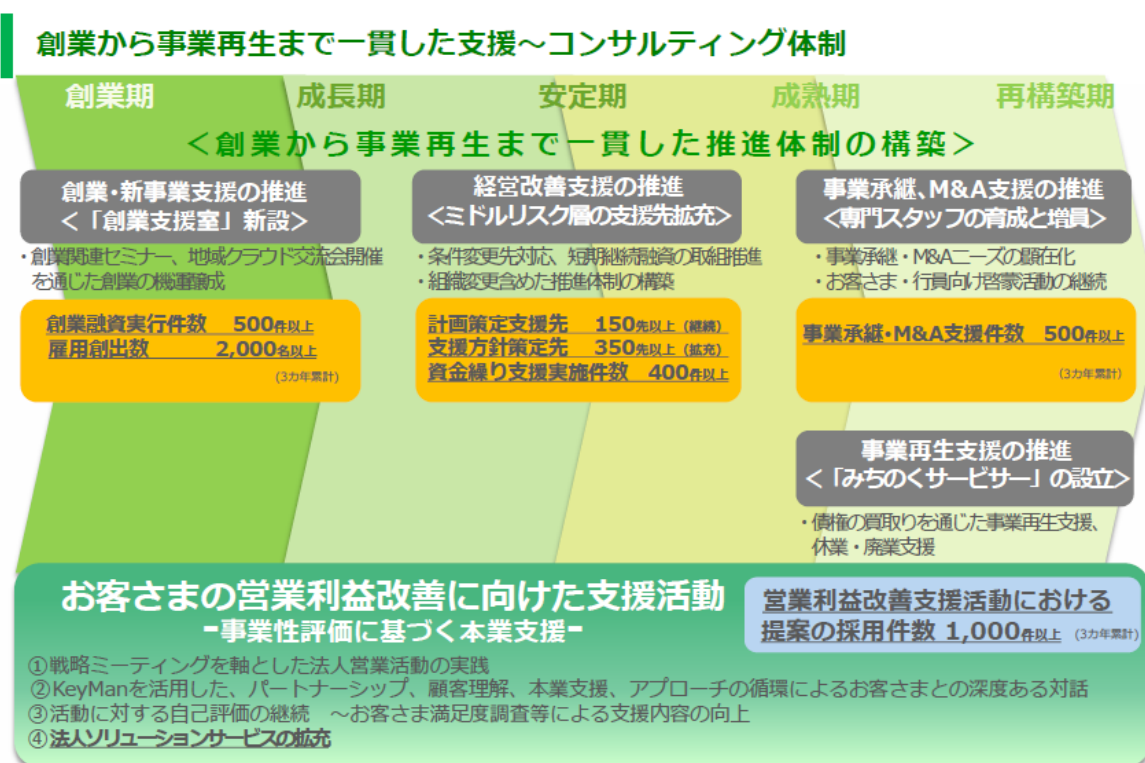 創業から事業再生まで一貫した支援～コンサルティング体制
創業期
成長期
安定期
成熟期
再構築期
＜創業から事業再生まで一貫した推進体制の構築＞
創業・新事業支援の推進
＜「創業支援室」新設＞
・創業関連セミナー、地域クラウド交流会開催
を通じた創業の機運醸成
創業融資実行件数 500件以上
雇用創出数 2,000名以上
(3カ年累計)
経営改善支援の推進
<ミドルリスク層の支援先拡充>
・条件変更先対応、短期継続融資の取組推進
・組織変更含めた推進体制の構築
計画策定支援先 150先以上（継続）
支援方針策定先 350先以上（拡充）
資金繰り支援実施件数 400件以上
事業承継、M&A支援の推進
<専門スタッフの育成と増員>
・事業承継・M&Aニーズの顕在化
・お客さま・行員向け啓蒙活動の継続
事業承継・M&A支援件数 500件以上
(3カ年累計)
事業再生支援の推進
＜「みちのくサービサー」の設立>
・債権の買取りを通じた事業再生支援、
休業・廃業支援
お客さまの営業利益改善に向けた支援活動
-事業性評価に基づく本業支援-
営業利益改善支援活動における
提案の採用件数 1,000件以上 (3カ年累計)
①戦略ミーティングを軸とした法人営業活動の実践
②KeyManを活用した、パートナーシップ、顧客理解、本業支援、アプローチの循環によるお客さまとの深度ある対話
③活動に対する自己評価の継続 ～お客さま満足度調査等による支援内容の向上
④法人ソリューションサービスの拡充